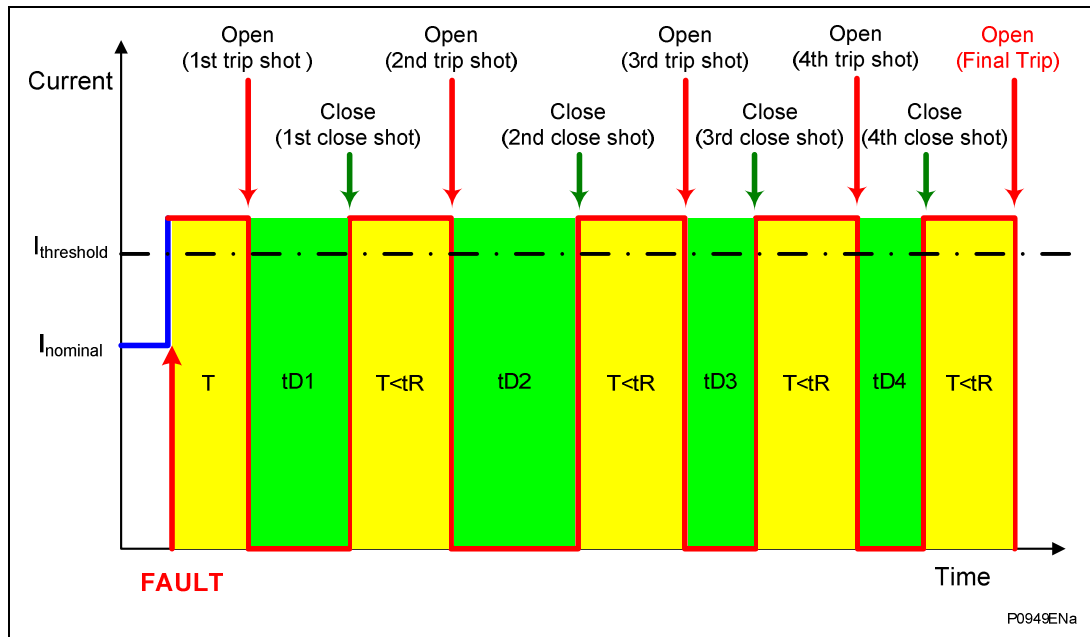 Current
Open
(1st trip shot )
Open
(2nd trip shot)
Open
(3rd trip shot)
Open
(4th trip shot)
Open
(Final Trip)
Close
(1st close shot)
Close
(2nd close shot)
Close
(3rd close shot)
Close
(4th close shot)
Ithreshold
Inominal
T
tD1
T<tR
tD2
T<tR
tD3
T<tR
tD4
T<tR
FAULT
Time
P0949ENa